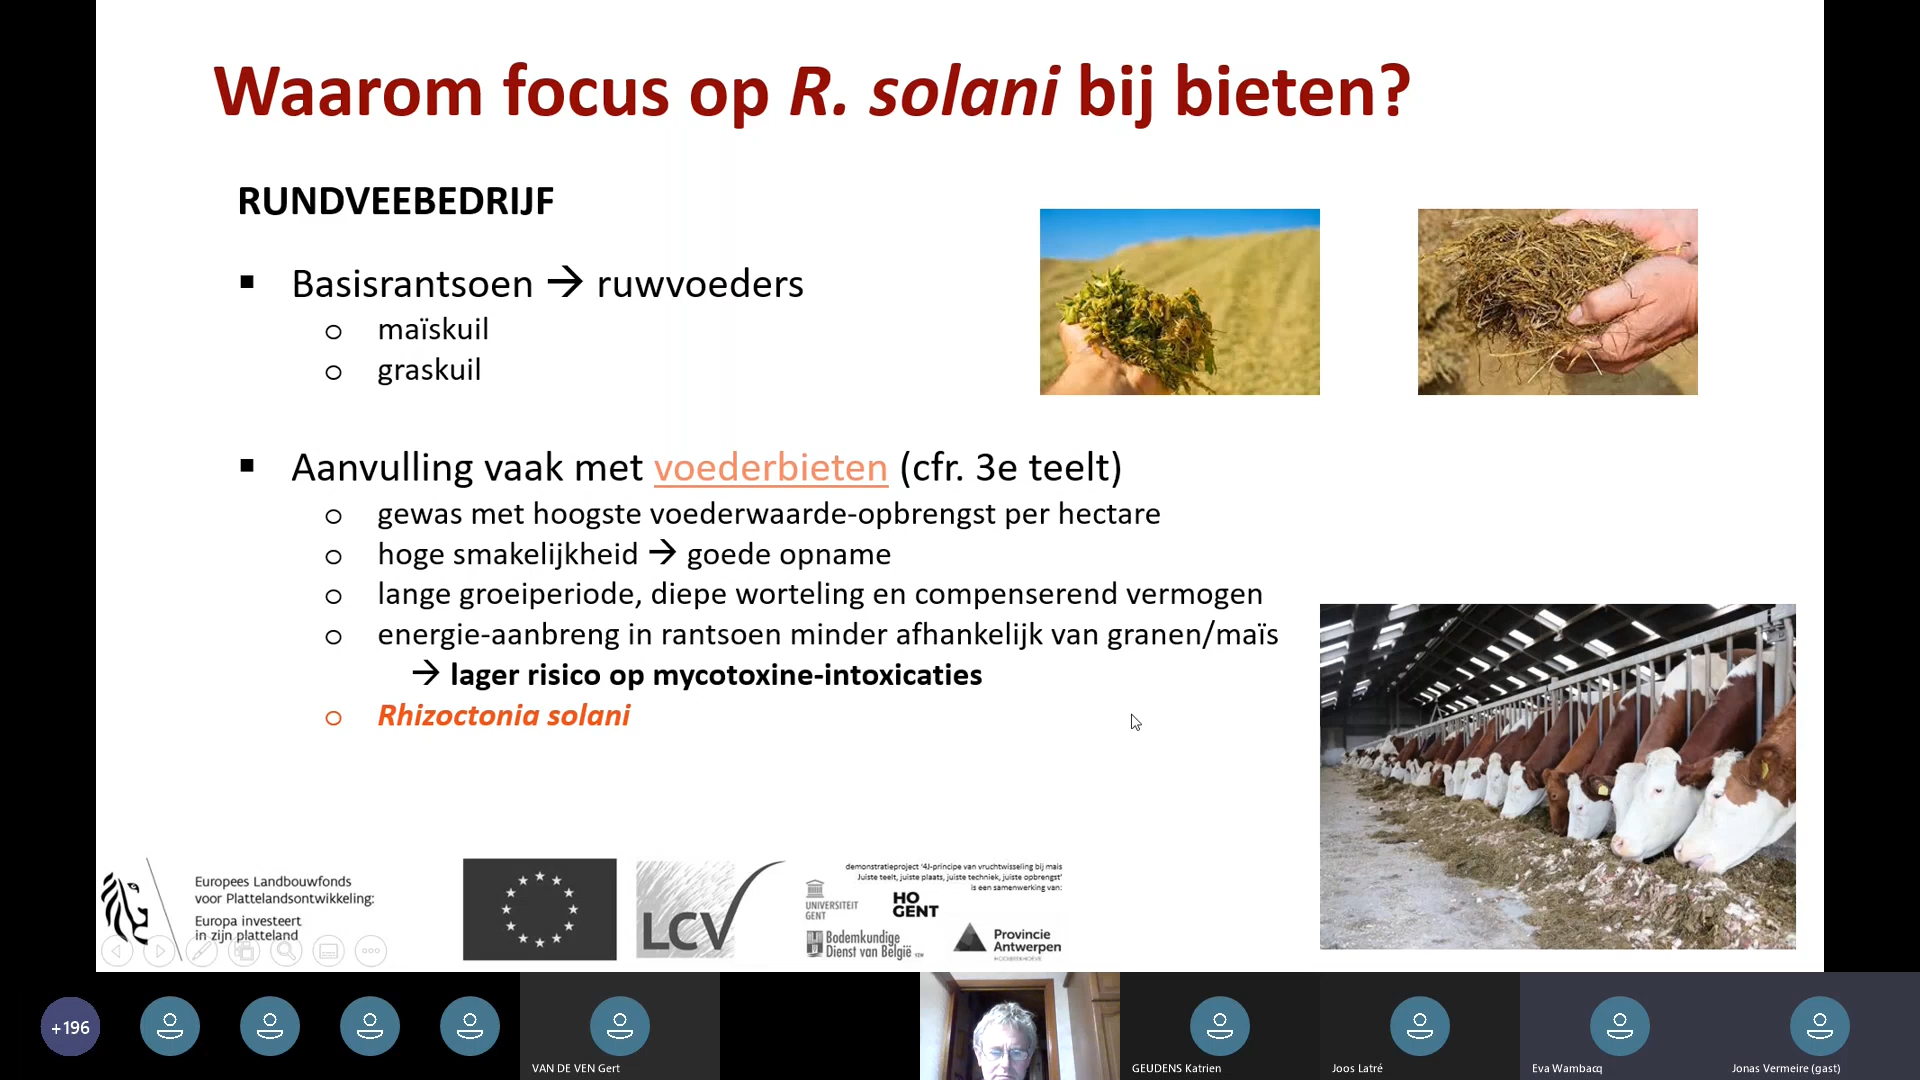 Waarom focus op R. solani bij bieten?
RUNDVEEBEDRIJF
▪ Basisrantsoen → ruwvoeders
o maïskuil
o graskuil
▪ Aanvulling vaak met voederbieten (cfr. 3e teelt)
o gewas met hoogste voederwaarde-opbrengst per hectare
o hoge smakelijkheid → goede opname
o lange groeiperiode, diepe worteling en compenserend vermogen
o energie-aanbreng in rantsoen minder afhankelijk van granen/maïs
→ lager risico op mycotoxine-intoxicaties
o Rhizoctonia solani
Europees Landbouwfonds
voor Plattelandsontwikkeling:
Europa investeert
in zijn platteland
LCV
demonstratieproject '4J-principe van vruchtwisseling bij mais
Juiste teelt, juiste plaats, juiste techniek, juiste opbrengst'
is een samenwerking van:
UNIVERSITEIT
GENT
HO
GENT
Bodemkundige
Dienst van België vzw
Provincie
Antwerpen
HOOIBEEKHOEVE
+196
VAN DE VEN Gert
GEUDENS Katrien
Joos Latré
Eva Wambacq
Jonas Vermeire (gast)